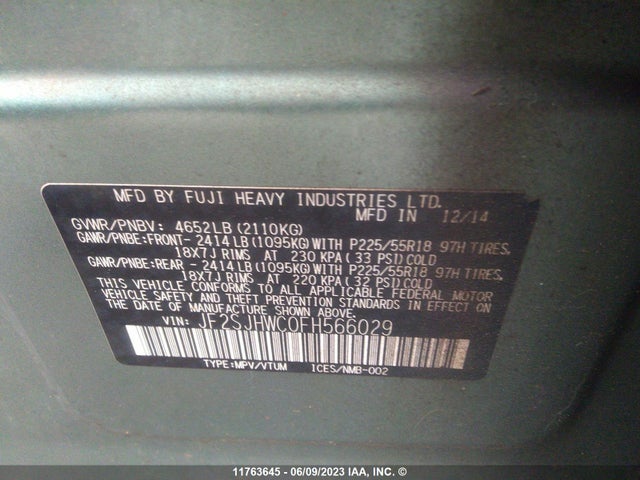 MFD BY FUJI HEAVY INDUSTRIES LTD.
MFD IN 12/14
GVWR/PNBV: 4652LB (2110KG)
GAWR/PNBE:FRONT- 2414 LB (1095KG) WITH P225/55R18 97H TIRES,
18X7J RIMS AT 230 KPA ( 33 PSI) COLD
GAWR/PNBE:REAR - 2414 LB (1095KG) WITH P225/55R18 97H TIRES,
18X7J RIMS AT 220 KPA ( 32 PSI) COLD
THIS VEHICLE CONFORMS TO ALL APPLICABLE FEDERAL MOTOR
VEHICLE SAFETY AND THEFT PREVENTION STANDARDS IN EFFECT ON
THE DATE OF MANUFACTURE SHOWN ABOVE.
VIN: JF2SJHWC0FH566029
TYPE:MPV/VTUM ICES/NMB-002
11763645 - 06/09/2023 IAA, INC. ©